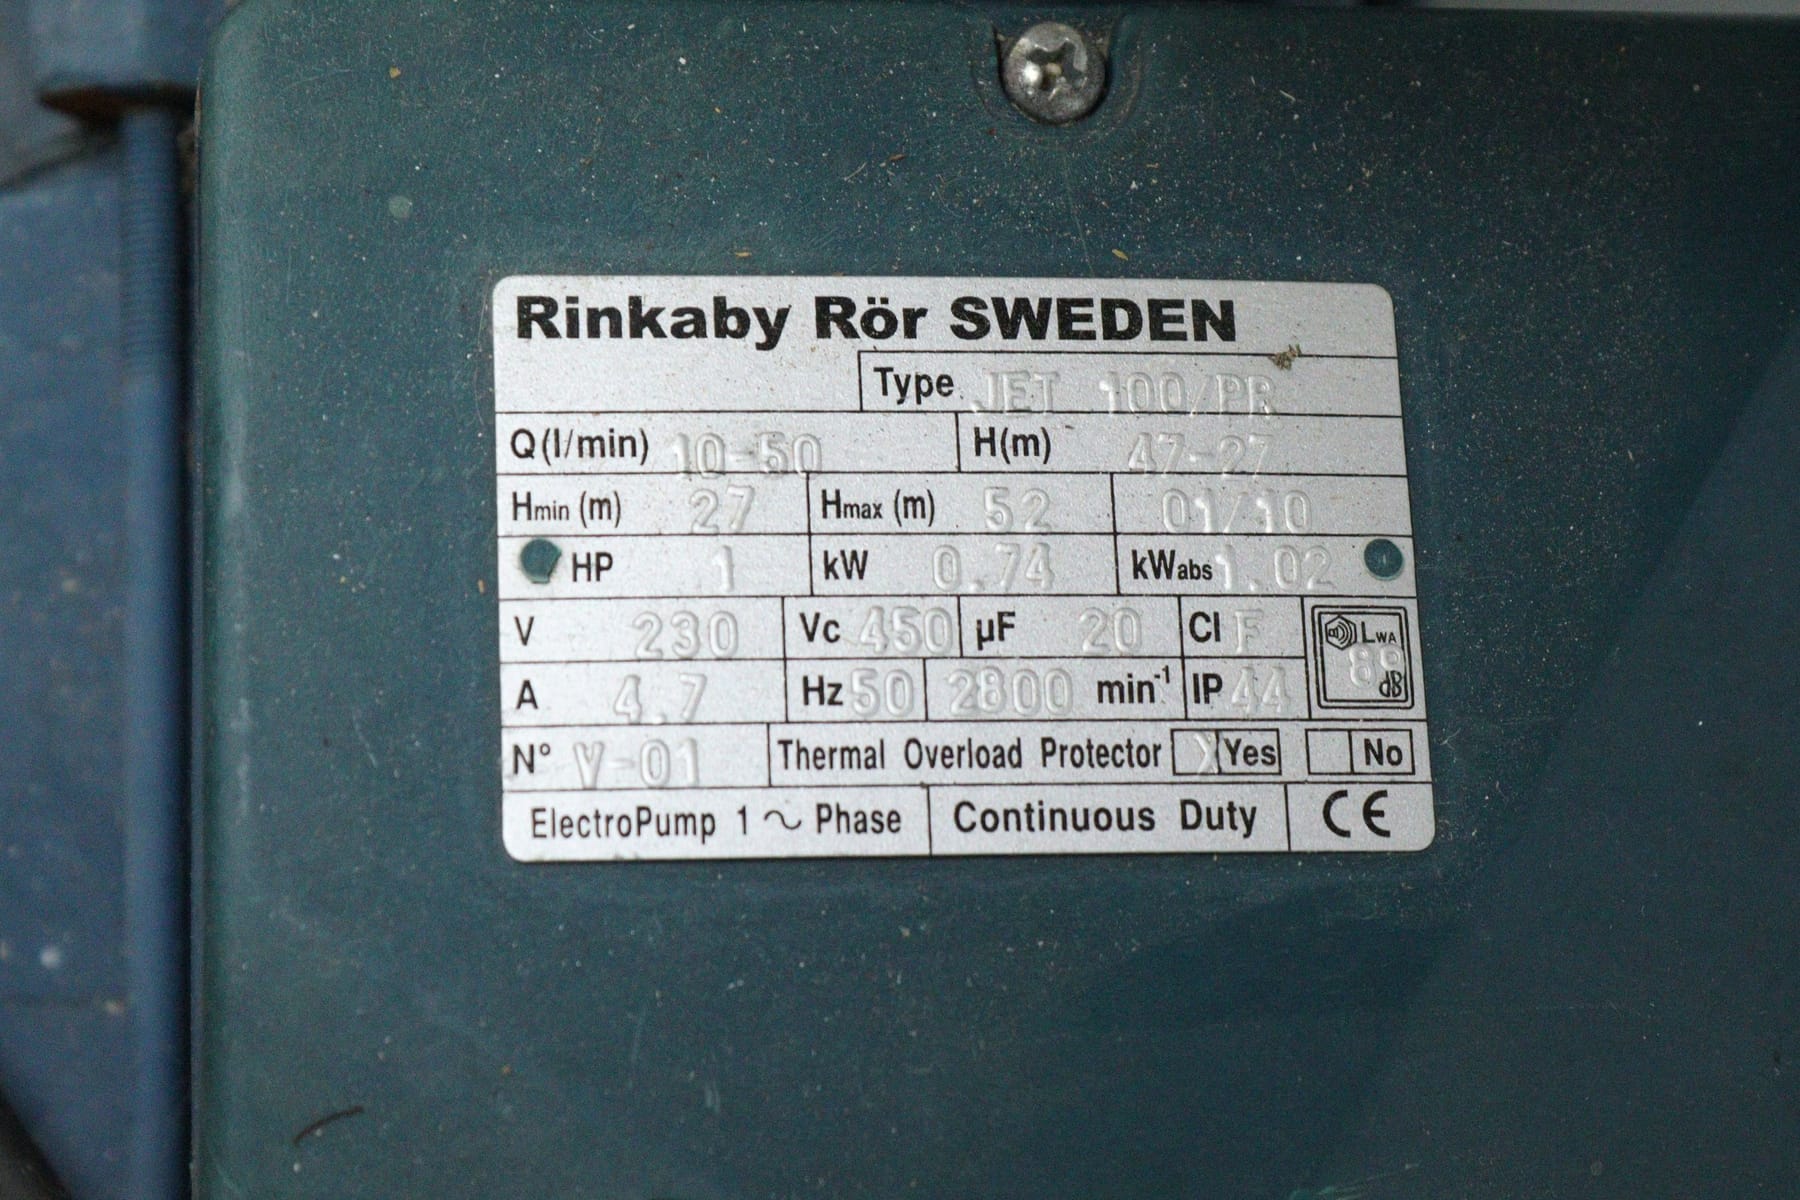 Rinkaby Rör SWEDEN
Type JET 100/PR
Q(l/min) 10-50 H(m) 47-27
Hmin (m) 27 Hmax (m) 52 01/10
HP 1 kW 0.74 kWabs 1.02
V 230 Vc 450 µF 20 Cl F LWA
A 4.7 Hz 50 2800 min-1 IP 44 dB
N° V-01 Thermal Overload Protector X Yes No
ElectroPump 1 ~ Phase Continuous Duty CE